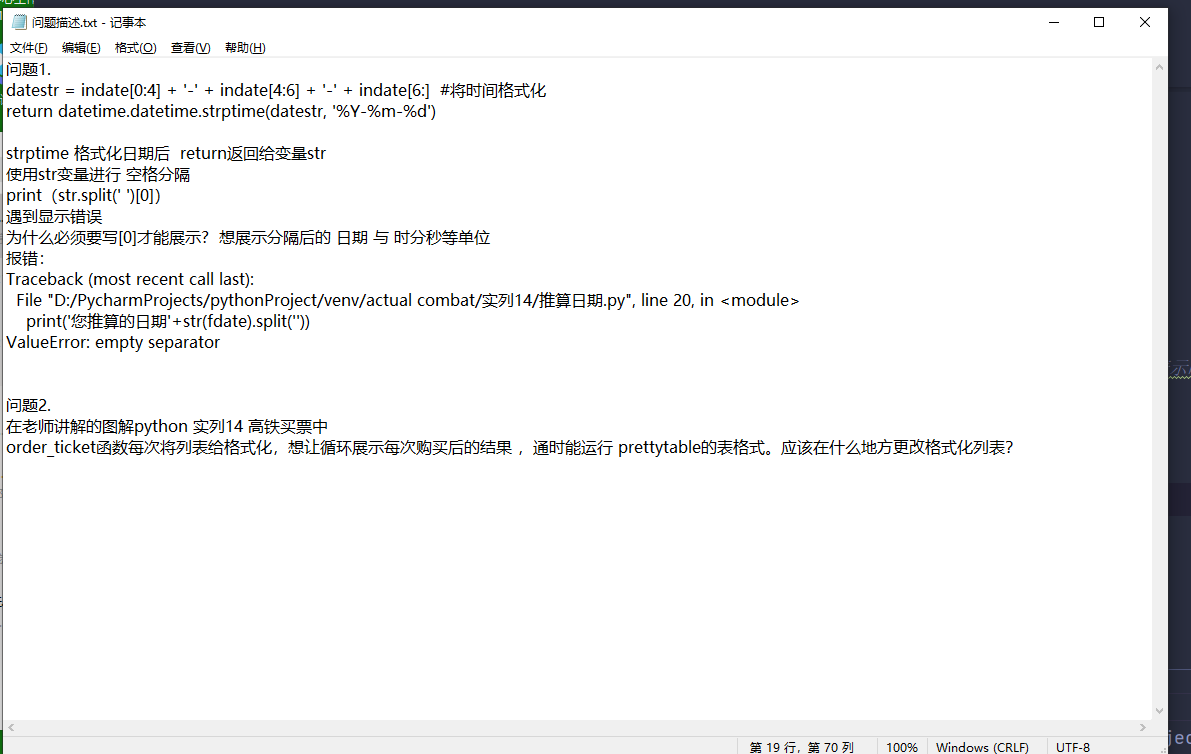 问题描述.txt - 记事本
文件(F) 编辑(E) 格式(O) 查看(V) 帮助(H)
问题1.
datestr = indate[0:4] + '-' + indate[4:6] + '-' + indate[6:]  #将时间格式化
return datetime.datetime.strptime(datestr, '%Y-%m-%d')
strptime 格式化日期后  return返回给变量str
使用str变量进行 空格分隔
print（str.split(' ')[0]）
遇到显示错误
为什么必须要写[0]才能展示？ 想展示分隔后的 日期 与 时分秒等单位
报错：
Traceback (most recent call last):
  File "D:/PycharmProjects/pythonProject/venv/actual combat/实列14/推算日期.py", line 20, in <module>
    print('您推算的日期'+str(fdate).split(''))
ValueError: empty separator
问题2.
在老师讲解的图解python 实列14 高铁买票中
order_ticket函数每次将列表给格式化，想让循环展示每次购买后的结果 ，通时能运行 prettytable的表格式。应该在什么地方更改格式化列表？
第 19 行，第 70 列 100% Windows (CRLF) UTF-8